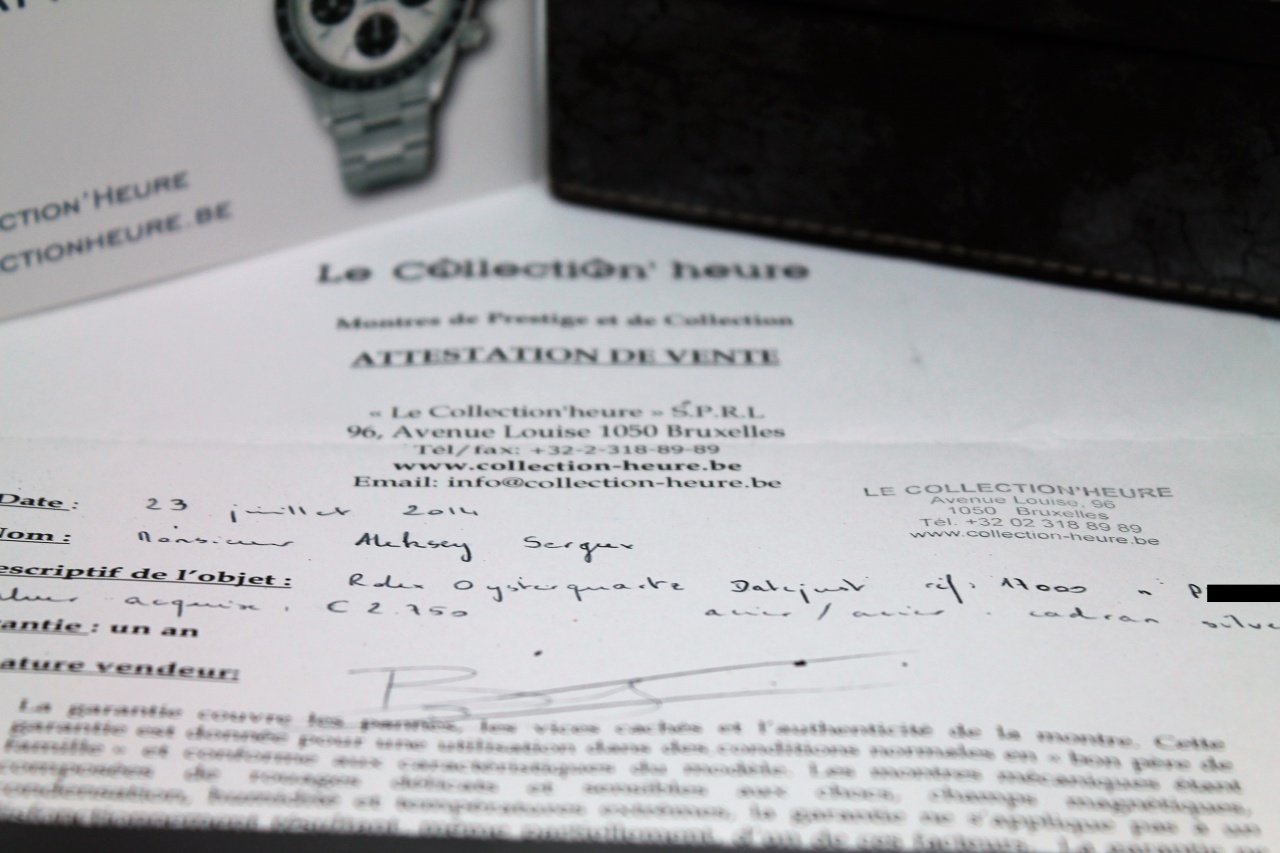 CTION'HEURE
CTIONHEURE.BE
Le Collection' heure
Montres de Prestige et de Collection
ATTESTATION DE VENTE
« Le Collection'heure » S.P.R.L
96, Avenue Louise 1050 Bruxelles
Tél/fax: +32-2-318-89-89
www.collection-heure.be
Email: info@collection-heure.be
LE COLLECTION'HEURE
Avenue Louise, 96
1050 Bruxelles
Tél. +32 02 318 89 89
www.collection-heure.be
Date : 23 juillet 2014
Nom : Monsieur Aleksey
escriptif de l'objet : Rolex Oysterquartz Datejust réf. 17000 n° P
aleur acquise : € 2.750 acier / acier . cadran silve
antie : un an
ature vendeur:
La garantie couvre les pannes, les vices cachés et l'authenticité de la montre. Cette
garantie est donnée pour une utilisation dans des conditions normales en « bon père de
famille » et conforme aux caractéristiques du modèle. Les montres mécaniques étant
composées de rouages délicats et sensibles aux chocs, champs magnétiques,
condensation, humidité et températures extrêmes, la garantie ne s'applique pas à un